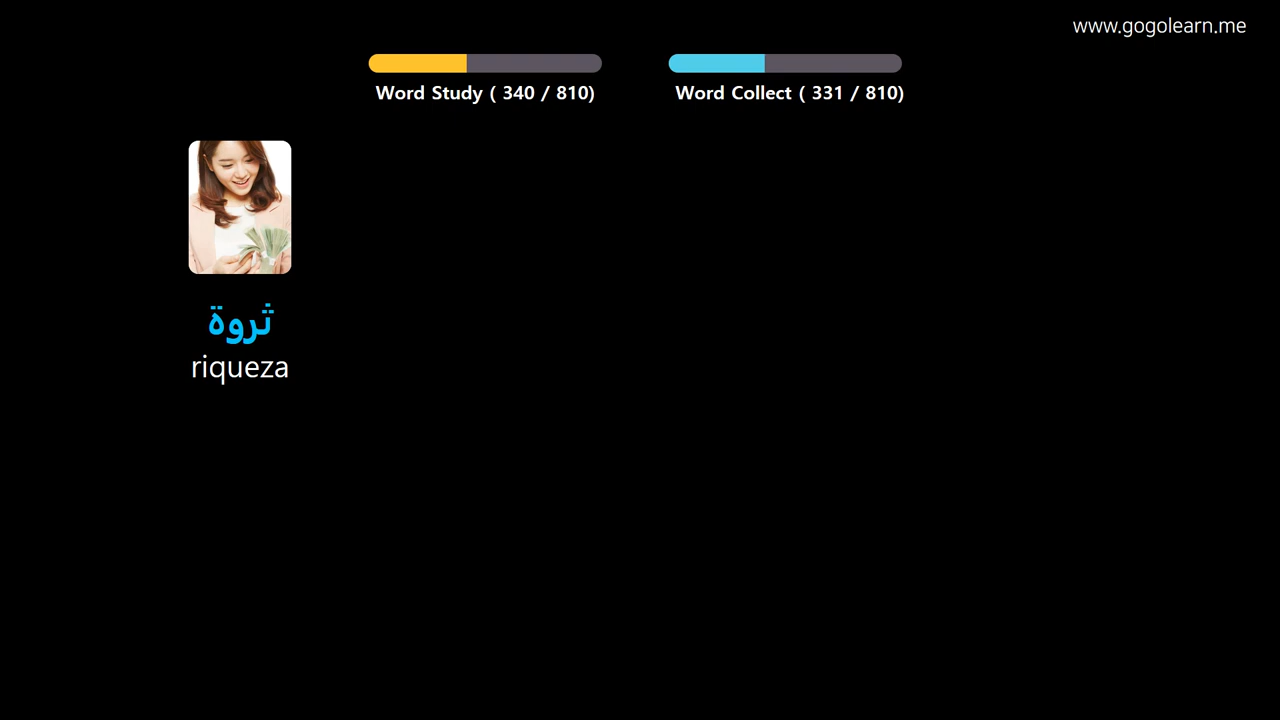 www.gogolearn.me
Word Study ( 340 / 810)
Word Collect ( 331 / 810)
ثروة
riqueza